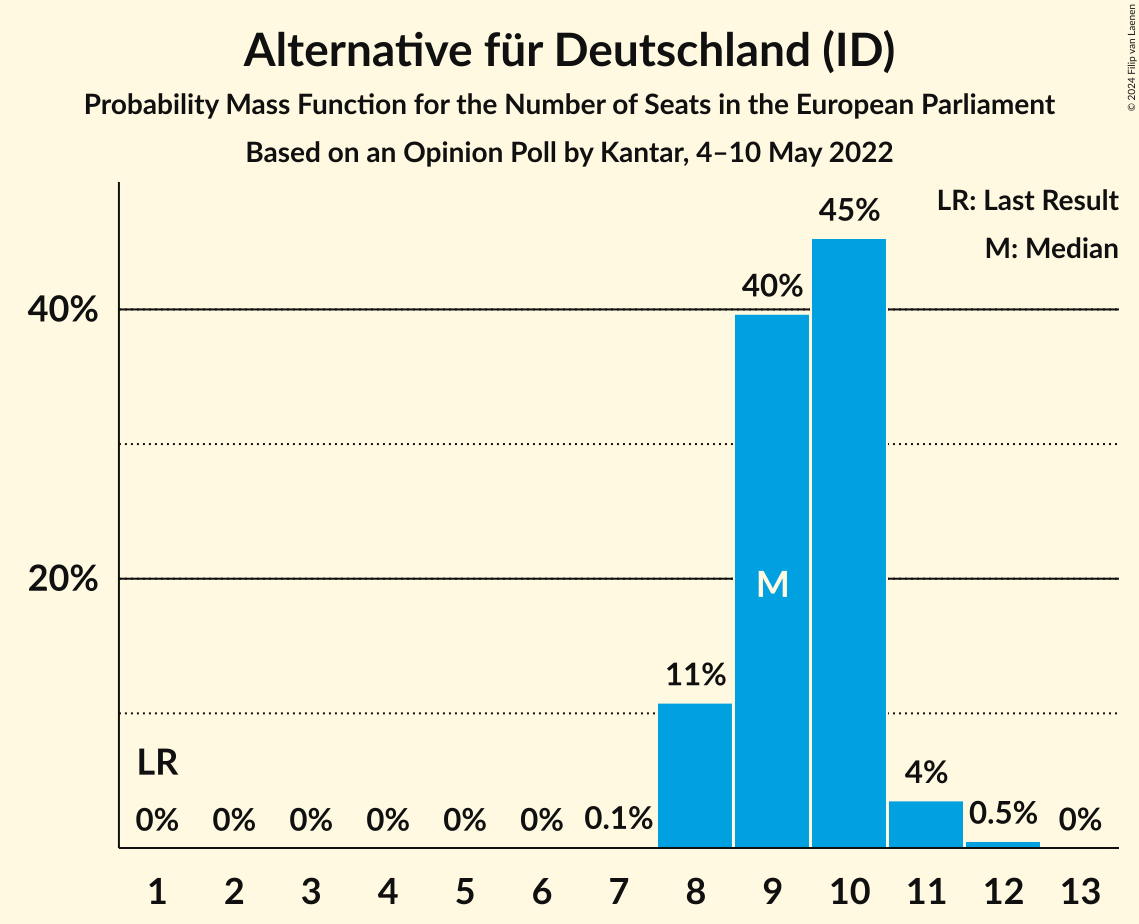 Alternative für Deutschland (ID)
Probability Mass Function for the Number of Seats in the European Parliament
Based on an Opinion Poll by Kantar, 4–10 May 2022
© 2024 Filip van Laenen
LR: Last Result
M: Median
40%
20%
45%
40%
M
11%
LR
4%
0% 0% 0% 0% 0% 0% 0.1% 0.5% 0%
1 2 3 4 5 6 7 8 9 10 11 12 13